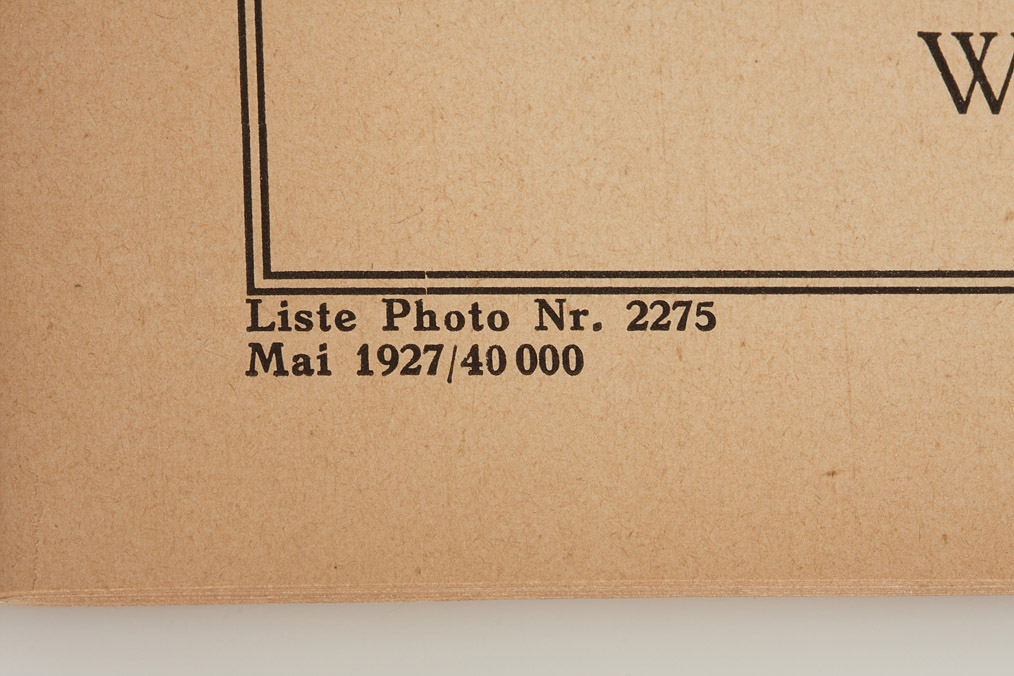 W
Liste Photo Nr. 2275
Mai 1927/40 000